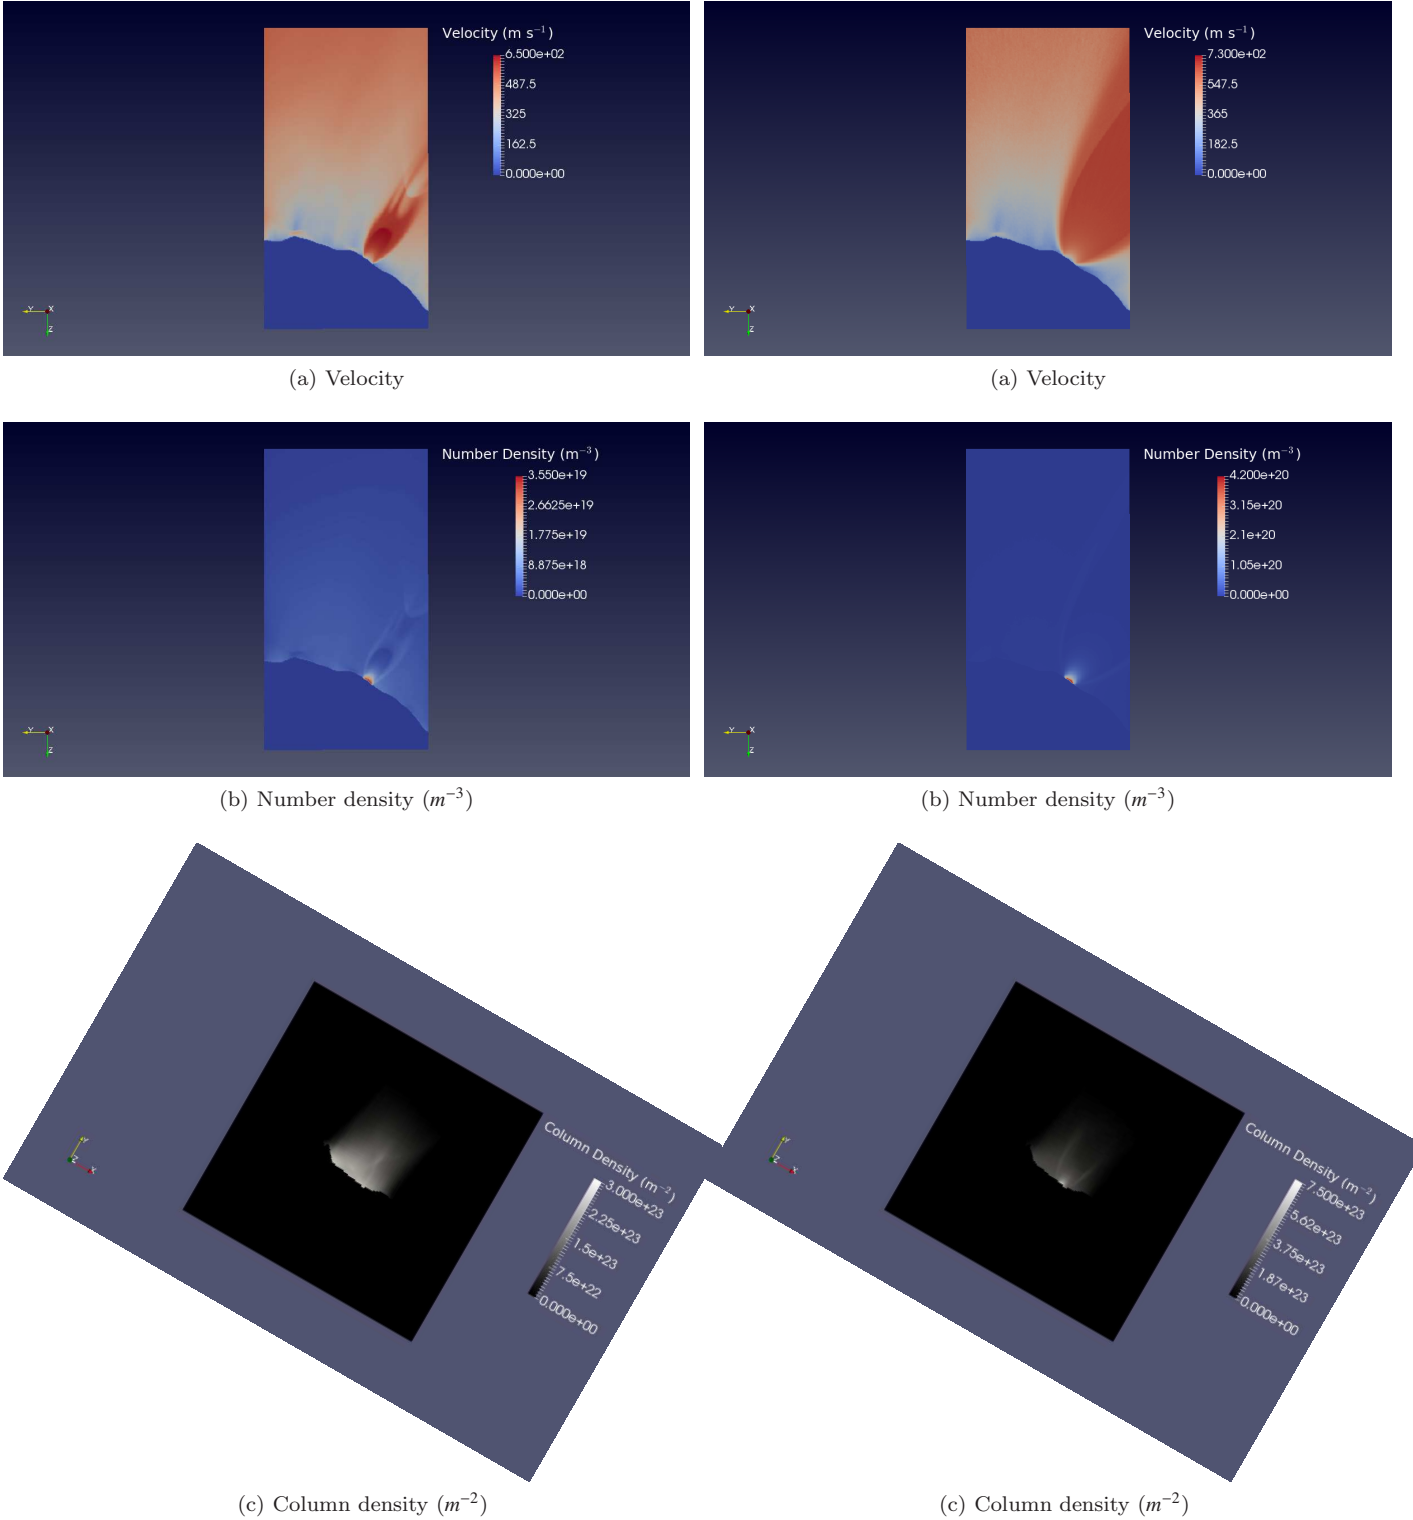 Velocity (m s⁻¹)
6.500e+02
487.5
325
162.5
0.000e+00
Y X
Z
(a) Velocity
Velocity (m s⁻¹)
7.300e+02
547.5
365
182.5
0.000e+00
Y X
Z
(a) Velocity
Number Density (m⁻³)
3.550e+19
2.6625e+19
1.775e+19
8.875e+18
0.000e+00
Y X
Z
(b) Number density (m⁻³)
Number Density (m⁻³)
4.200e+20
3.15e+20
2.1e+20
1.05e+20
0.000e+00
Y X
Z
(b) Number density (m⁻³)
Y
Z X
Column Density (m⁻²)
3.000e+23
2.25e+23
1.5e+23
7.5e+22
0.000e+00
(c) Column density (m⁻²)
Y
Z X
Column Density (m⁻²)
7.500e+23
5.62e+23
3.75e+23
1.87e+23
0.000e+00
(c) Column density (m⁻²)